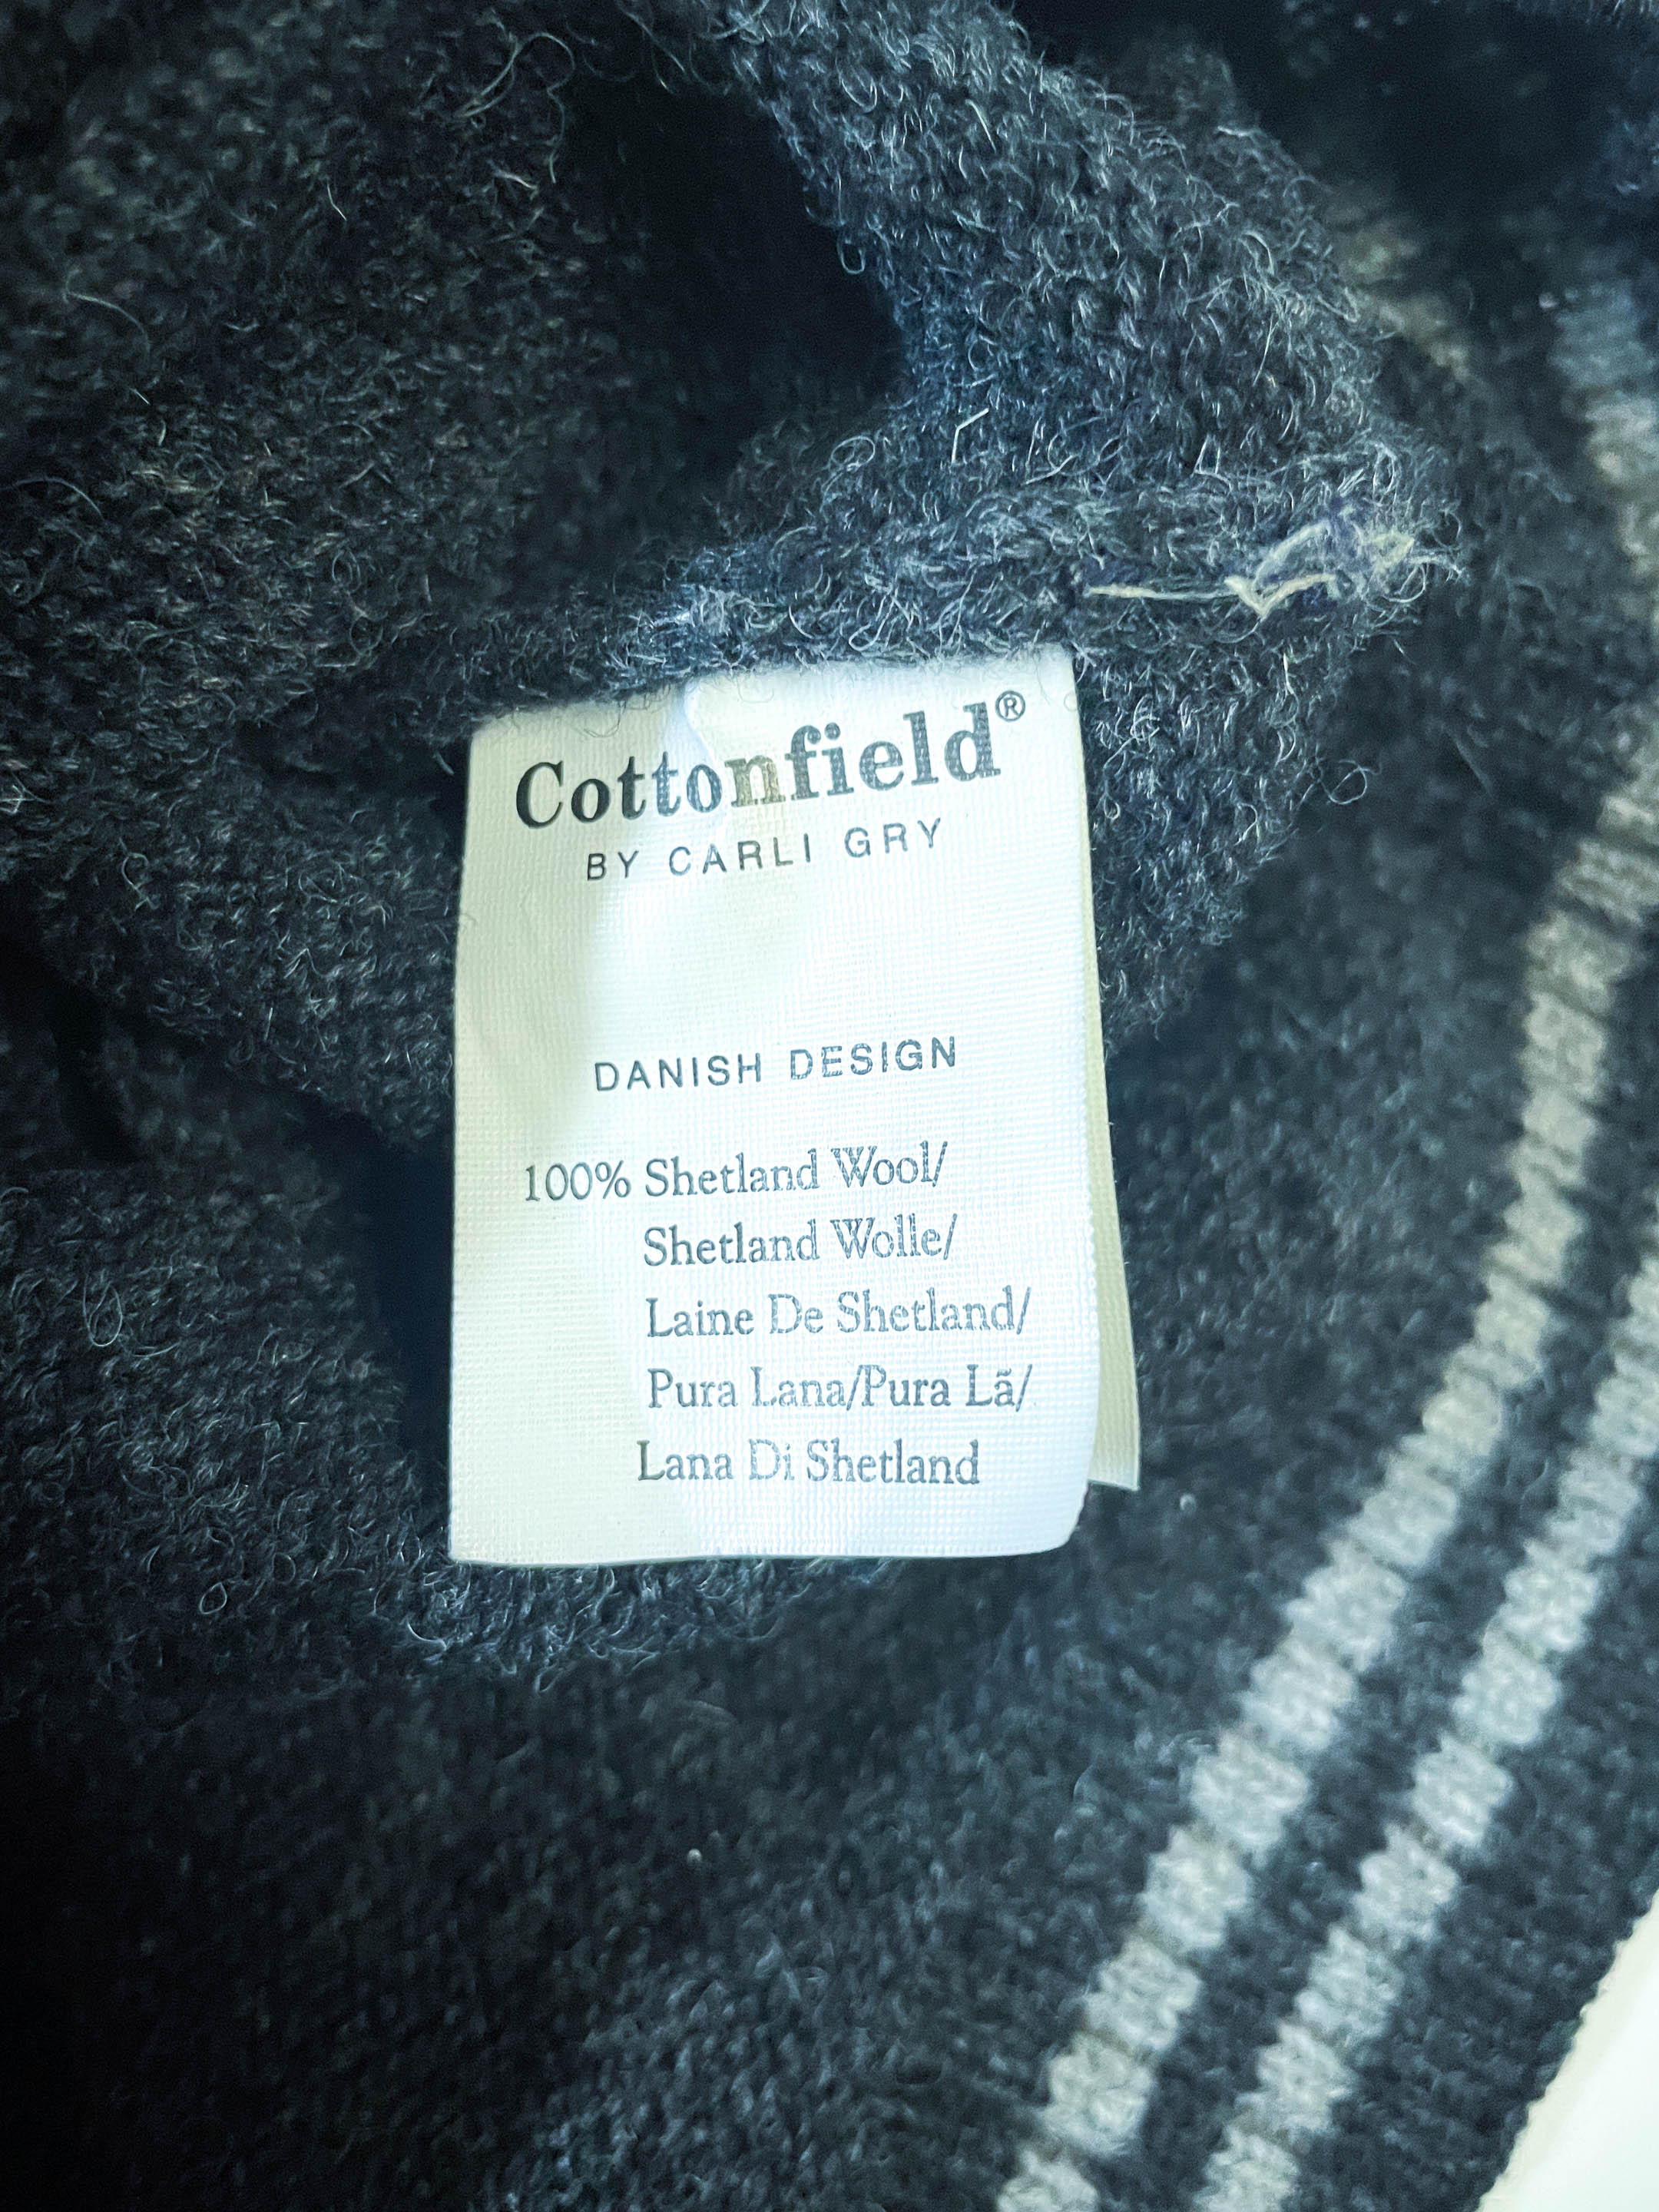 Cottonfield®
BY CARLI GRY
DANISH DESIGN
100% Shetland Wool/
Shetland Wolle/
Laine De Shetland/
Pura Lana/Pura Lã/
Lana Di Shetland